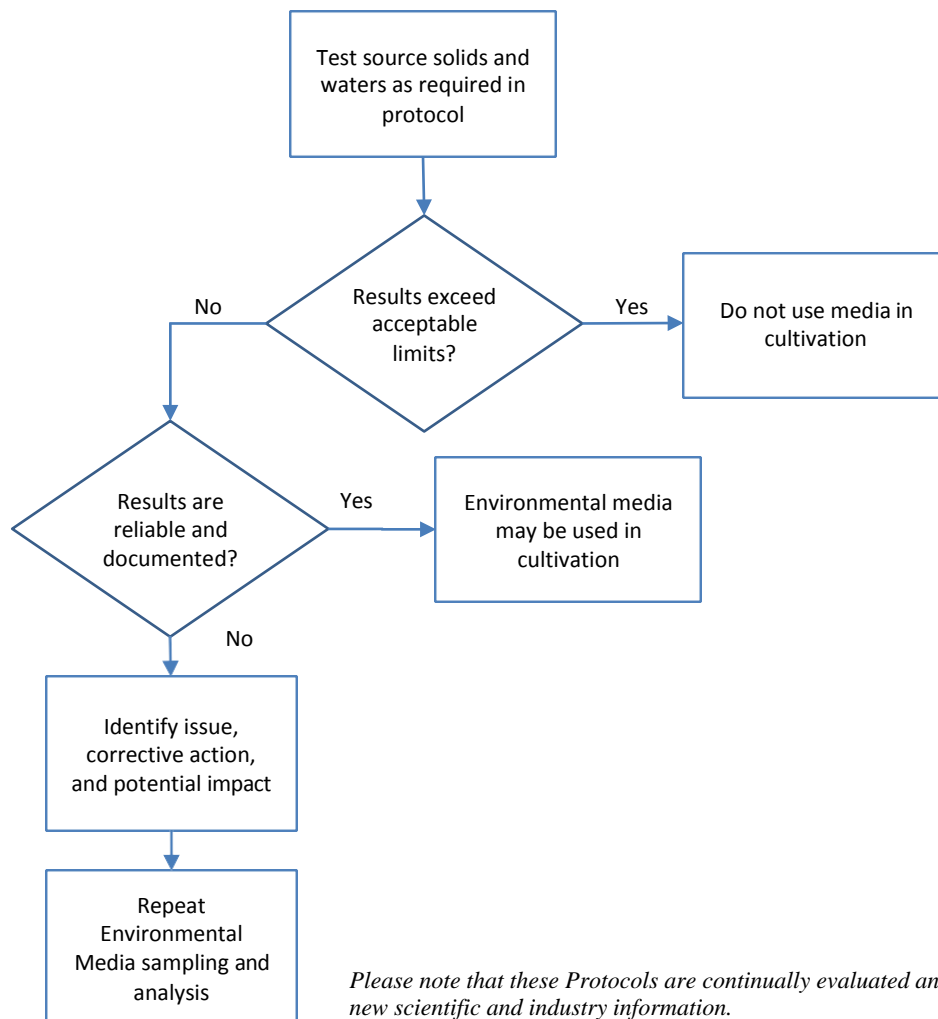 Test source solids and
waters as required in
protocol
Results exceed
acceptable
limits?
No
Yes
Do not use media in
cultivation
Results are
reliable and
documented?
Yes
Environmental media
may be used in
cultivation
No
Identify issue,
corrective action,
and potential impact
Repeat
Environmental
Media sampling and
analysis
Please note that these Protocols are continually evaluated
new scientific and industry information.